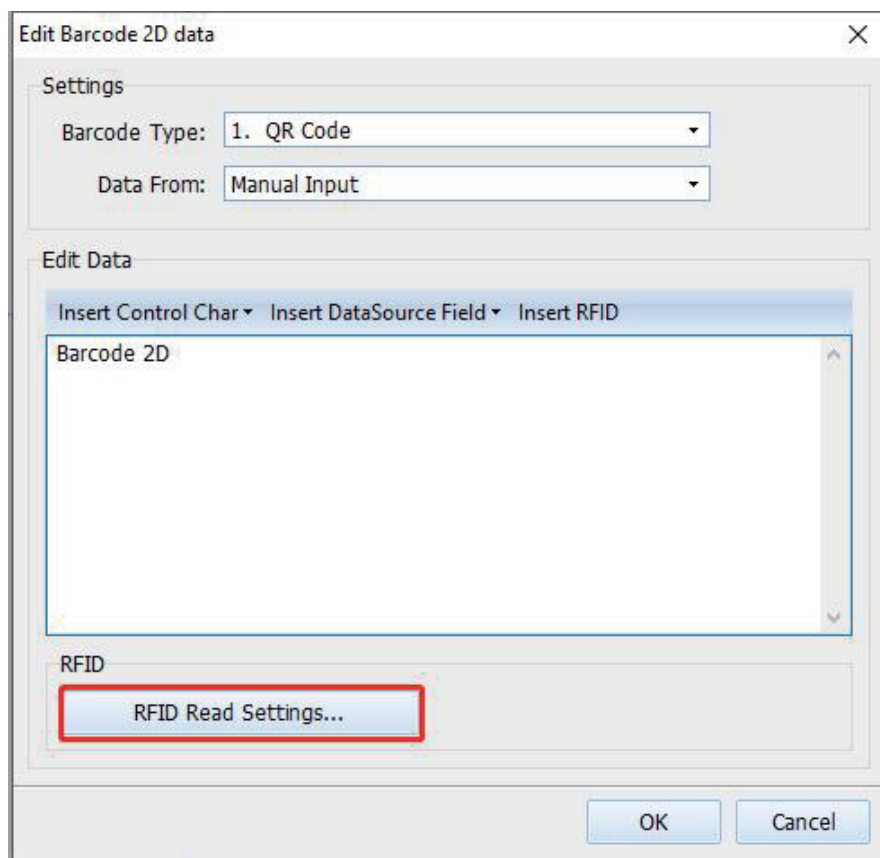 Edit Barcode 2D data
Settings
Barcode Type: 1. QR Code
Data From: Manual Input
Edit Data
Insert Control Char Insert DataSource Field Insert RFID
Barcode 2D
RFID
RFID Read Settings...
OK Cancel